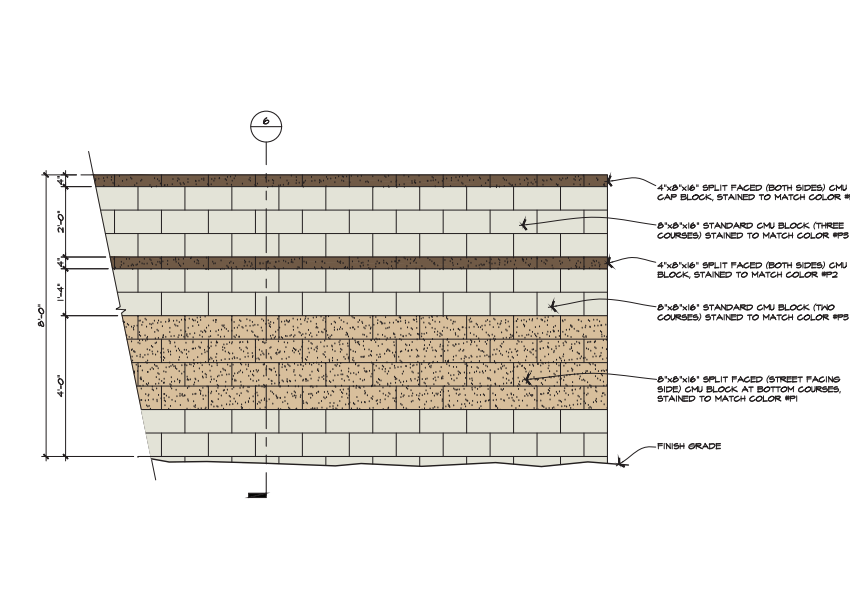 6
4"x8"x16" SPLIT FACED (BOTH SIDES) CMU
CAP BLOCK, STAINED TO MATCH COLOR
4"
8"x8"x16" STANDARD CMU BLOCK (THREE
COURSES) STAINED TO MATCH COLOR #P3
2'-0"
4"x8"x16" SPLIT FACED (BOTH SIDES) CMU
BLOCK, STAINED TO MATCH COLOR #P2
4"
8"x8"x16" STANDARD CMU BLOCK (TWO
COURSES) STAINED TO MATCH COLOR #P3
1'-4"
8'-0"
8"x8"x16" SPLIT FACED (STREET FACING
SIDE) CMU BLOCK AT BOTTOM COURSES,
STAINED TO MATCH COLOR #P1
4'-0"
FINISH GRADE